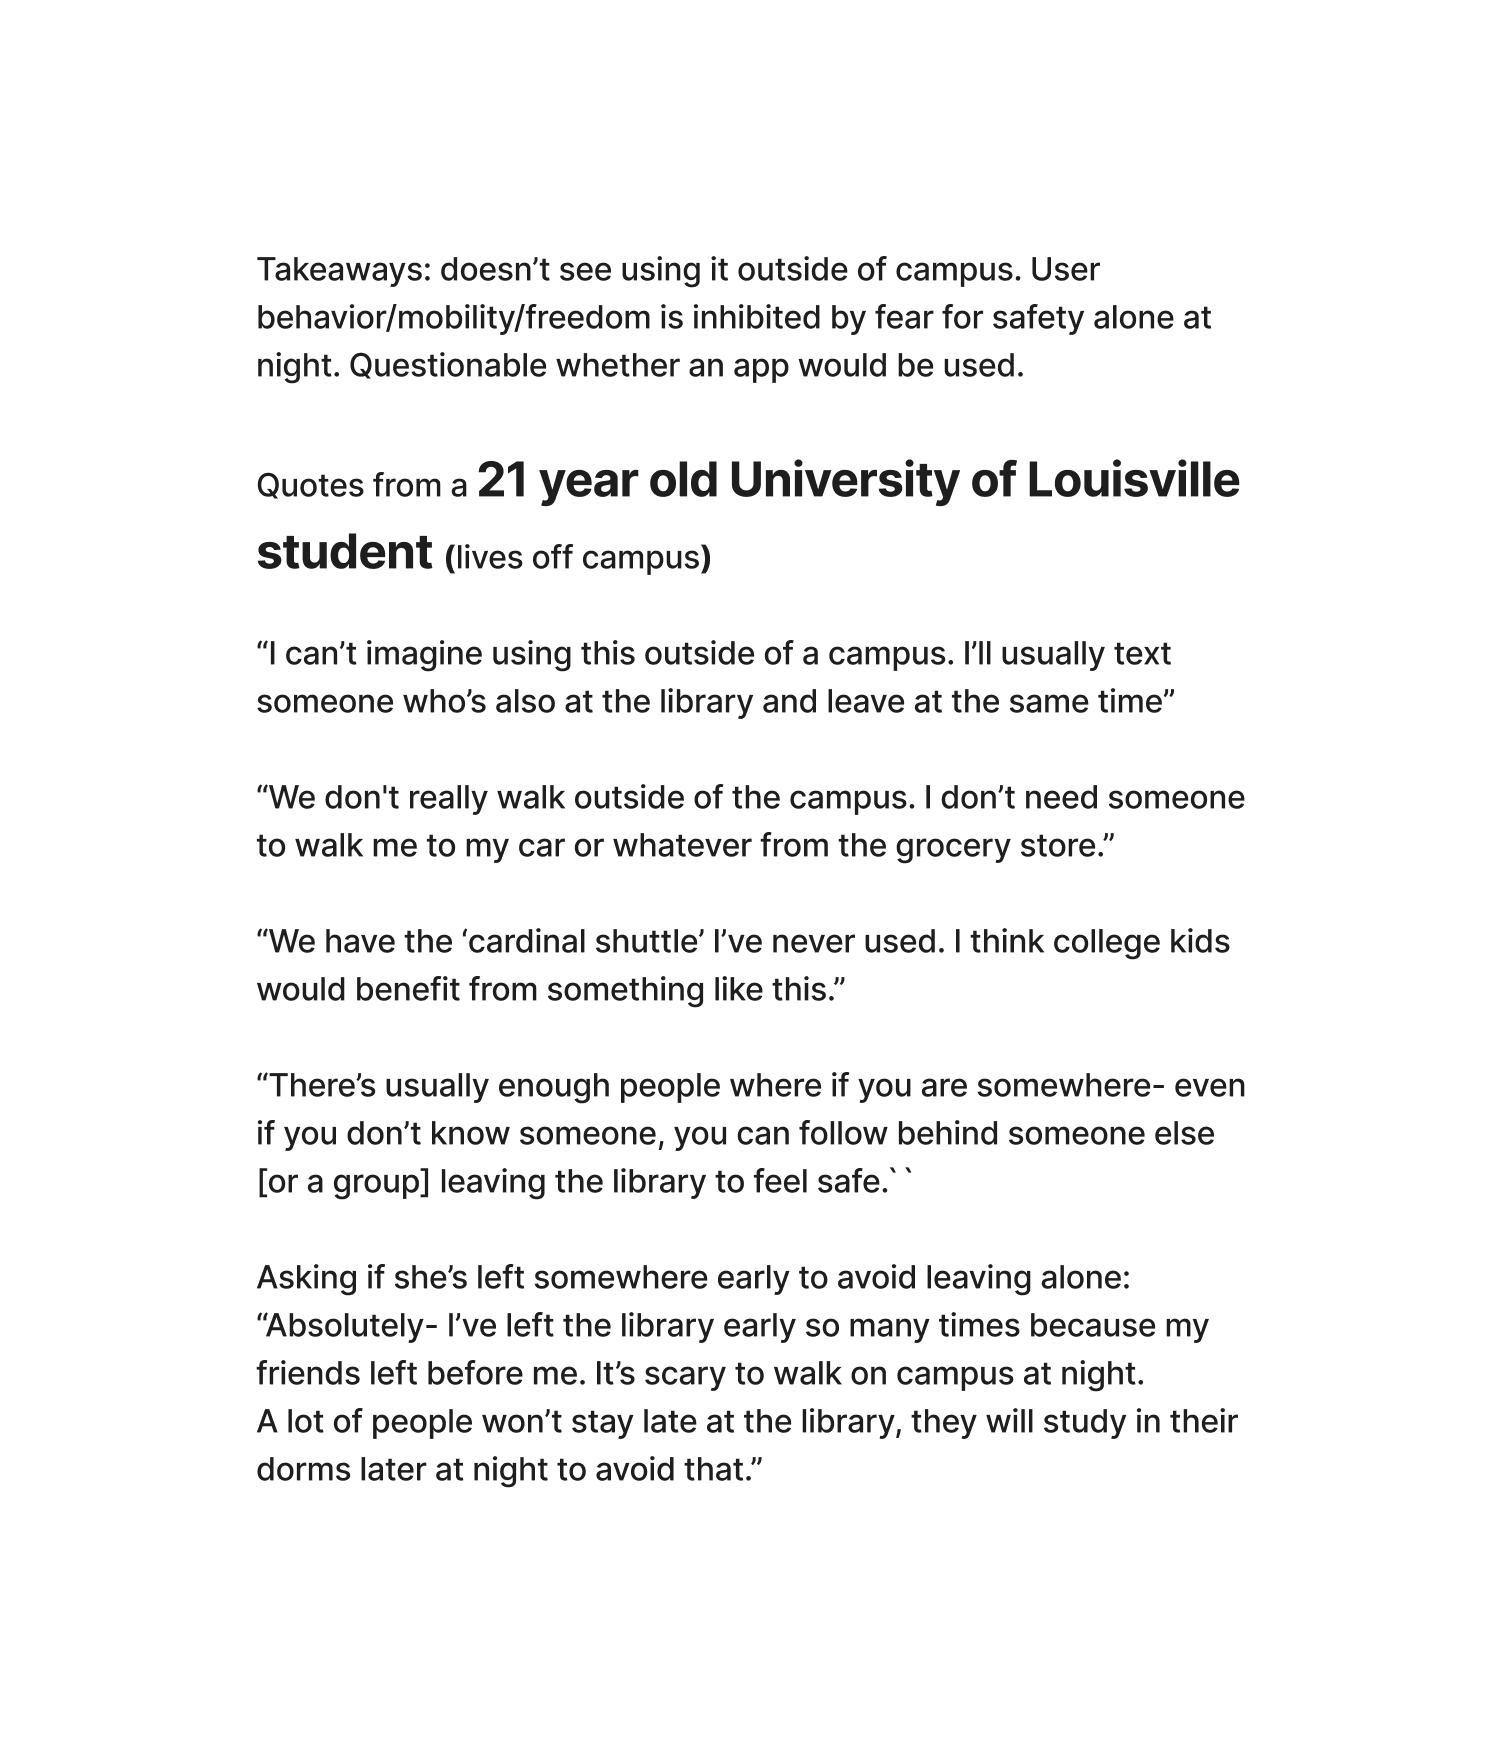 Takeaways: doesn’t see using it outside of campus. User
behavior/mobility/freedom is inhibited by fear for safety alone at
night. Questionable whether an app would be used.
Quotes from a 21 year old University of Louisville
student (lives off campus)
“I can’t imagine using this outside of a campus. I’ll usually text
someone who’s also at the library and leave at the same time”
“We don't really walk outside of the campus. I don’t need someone
to walk me to my car or whatever from the grocery store.”
“We have the ‘cardinal shuttle’ I’ve never used. I think college kids
would benefit from something like this.”
“There’s usually enough people where if you are somewhere- even
if you don’t know someone, you can follow behind someone else
[or a group] leaving the library to feel safe.``
Asking if she’s left somewhere early to avoid leaving alone:
“Absolutely- I’ve left the library early so many times because my
friends left before me. It’s scary to walk on campus at night.
A lot of people won’t stay late at the library, they will study in their
dorms later at night to avoid that.”